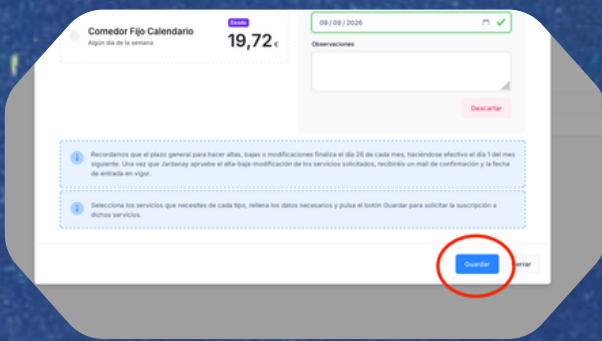 Comedor Fijo Calendario
Algún día de la semana
Desde
19,72 €
09/09/2026
Observaciones
Descartar
Recordamos que el plazo general para hacer altas, bajas o modificaciones finaliza el día 26 de cada mes, haciéndose efectivo el día 1 del mes
siguiente. Una vez que Jardanay apruebe el alta-baja-modificación de los servicios solicitados, recibiréis un mail de confirmación y la fecha
de entrada en vigor.
Selecciona los servicios que necesites de cada tipo, rellena los datos necesarios y pulsa el botón Guardar para solicitar la suscripción a
dichos servicios.
Guardar
errar